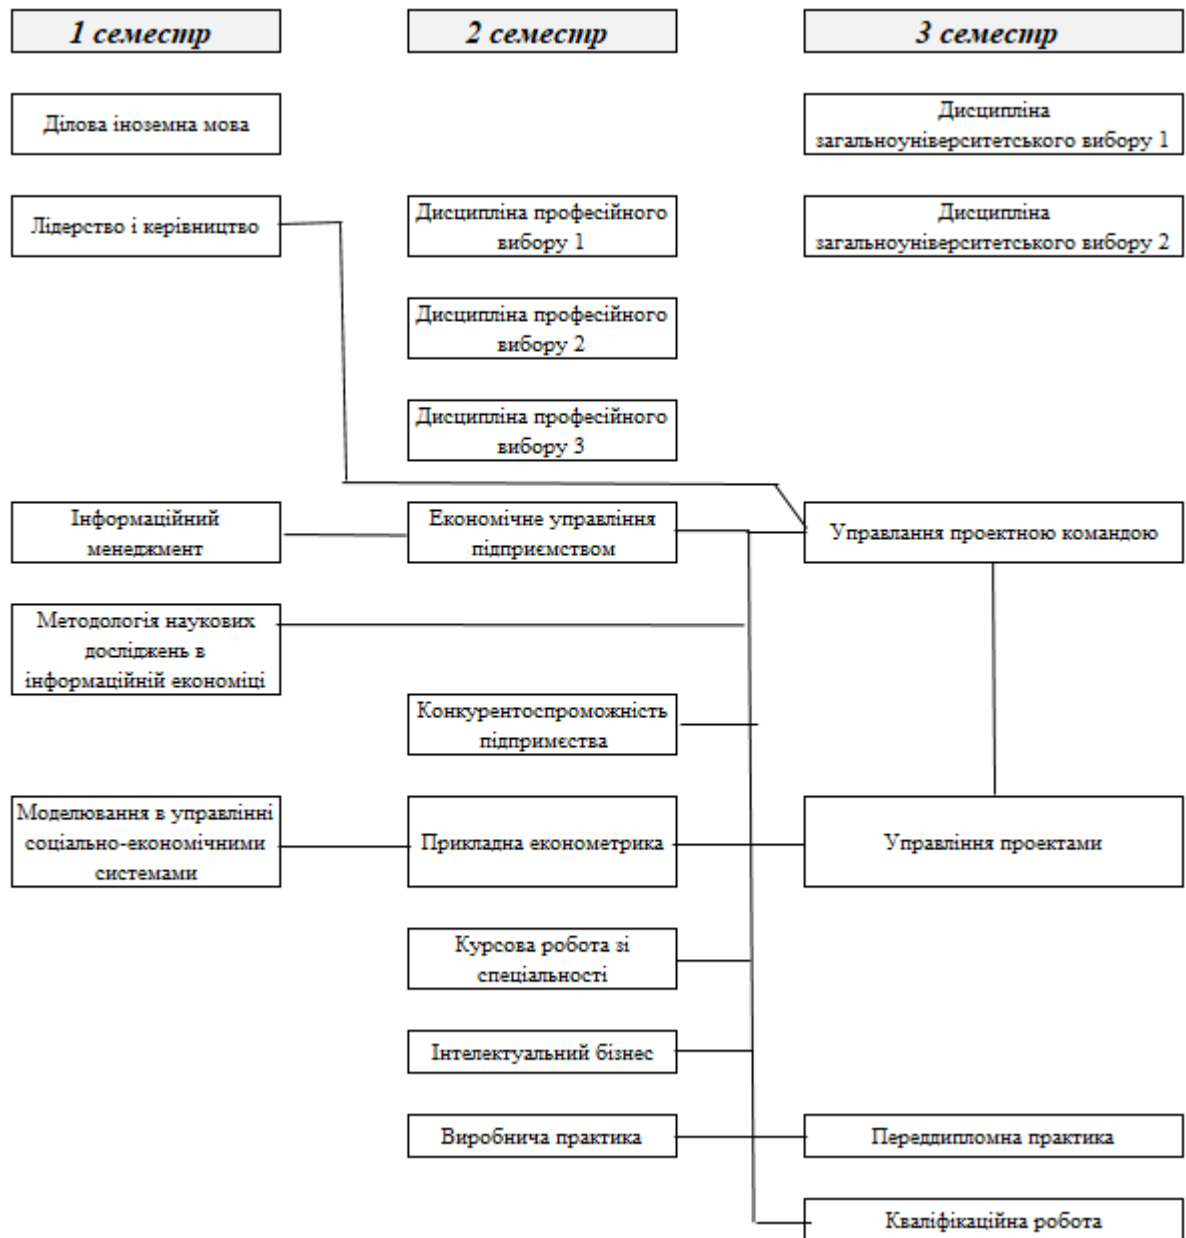 1 семестр
2 семестр
3 семестр
Ділова іноземна мова
Дисципліна
загальноуніверситетського вибору 1
Лідерство і керівництво
Дисципліна професійного
вибору 1
Дисципліна
загальноуніверситетського вибору 2
Дисципліна професійного
вибору 2
Дисципліна професійного
вибору 3
Інформаційний
менеджмент
Економічне управління
підприємством
Управлання проектною командою
Методологія наукових
досліджень в
інформаційній економіці
Конкурентоспроможність
підпримєства
Моделювання в управлінні
соціально-економічними
системами
Прикладна економетрика
Управління проектами
Курсова робота зі
спеціальності
Інтелектуальний бізнес
Виробнича практика
Переддипломна практика
Кваліфікаційна робота